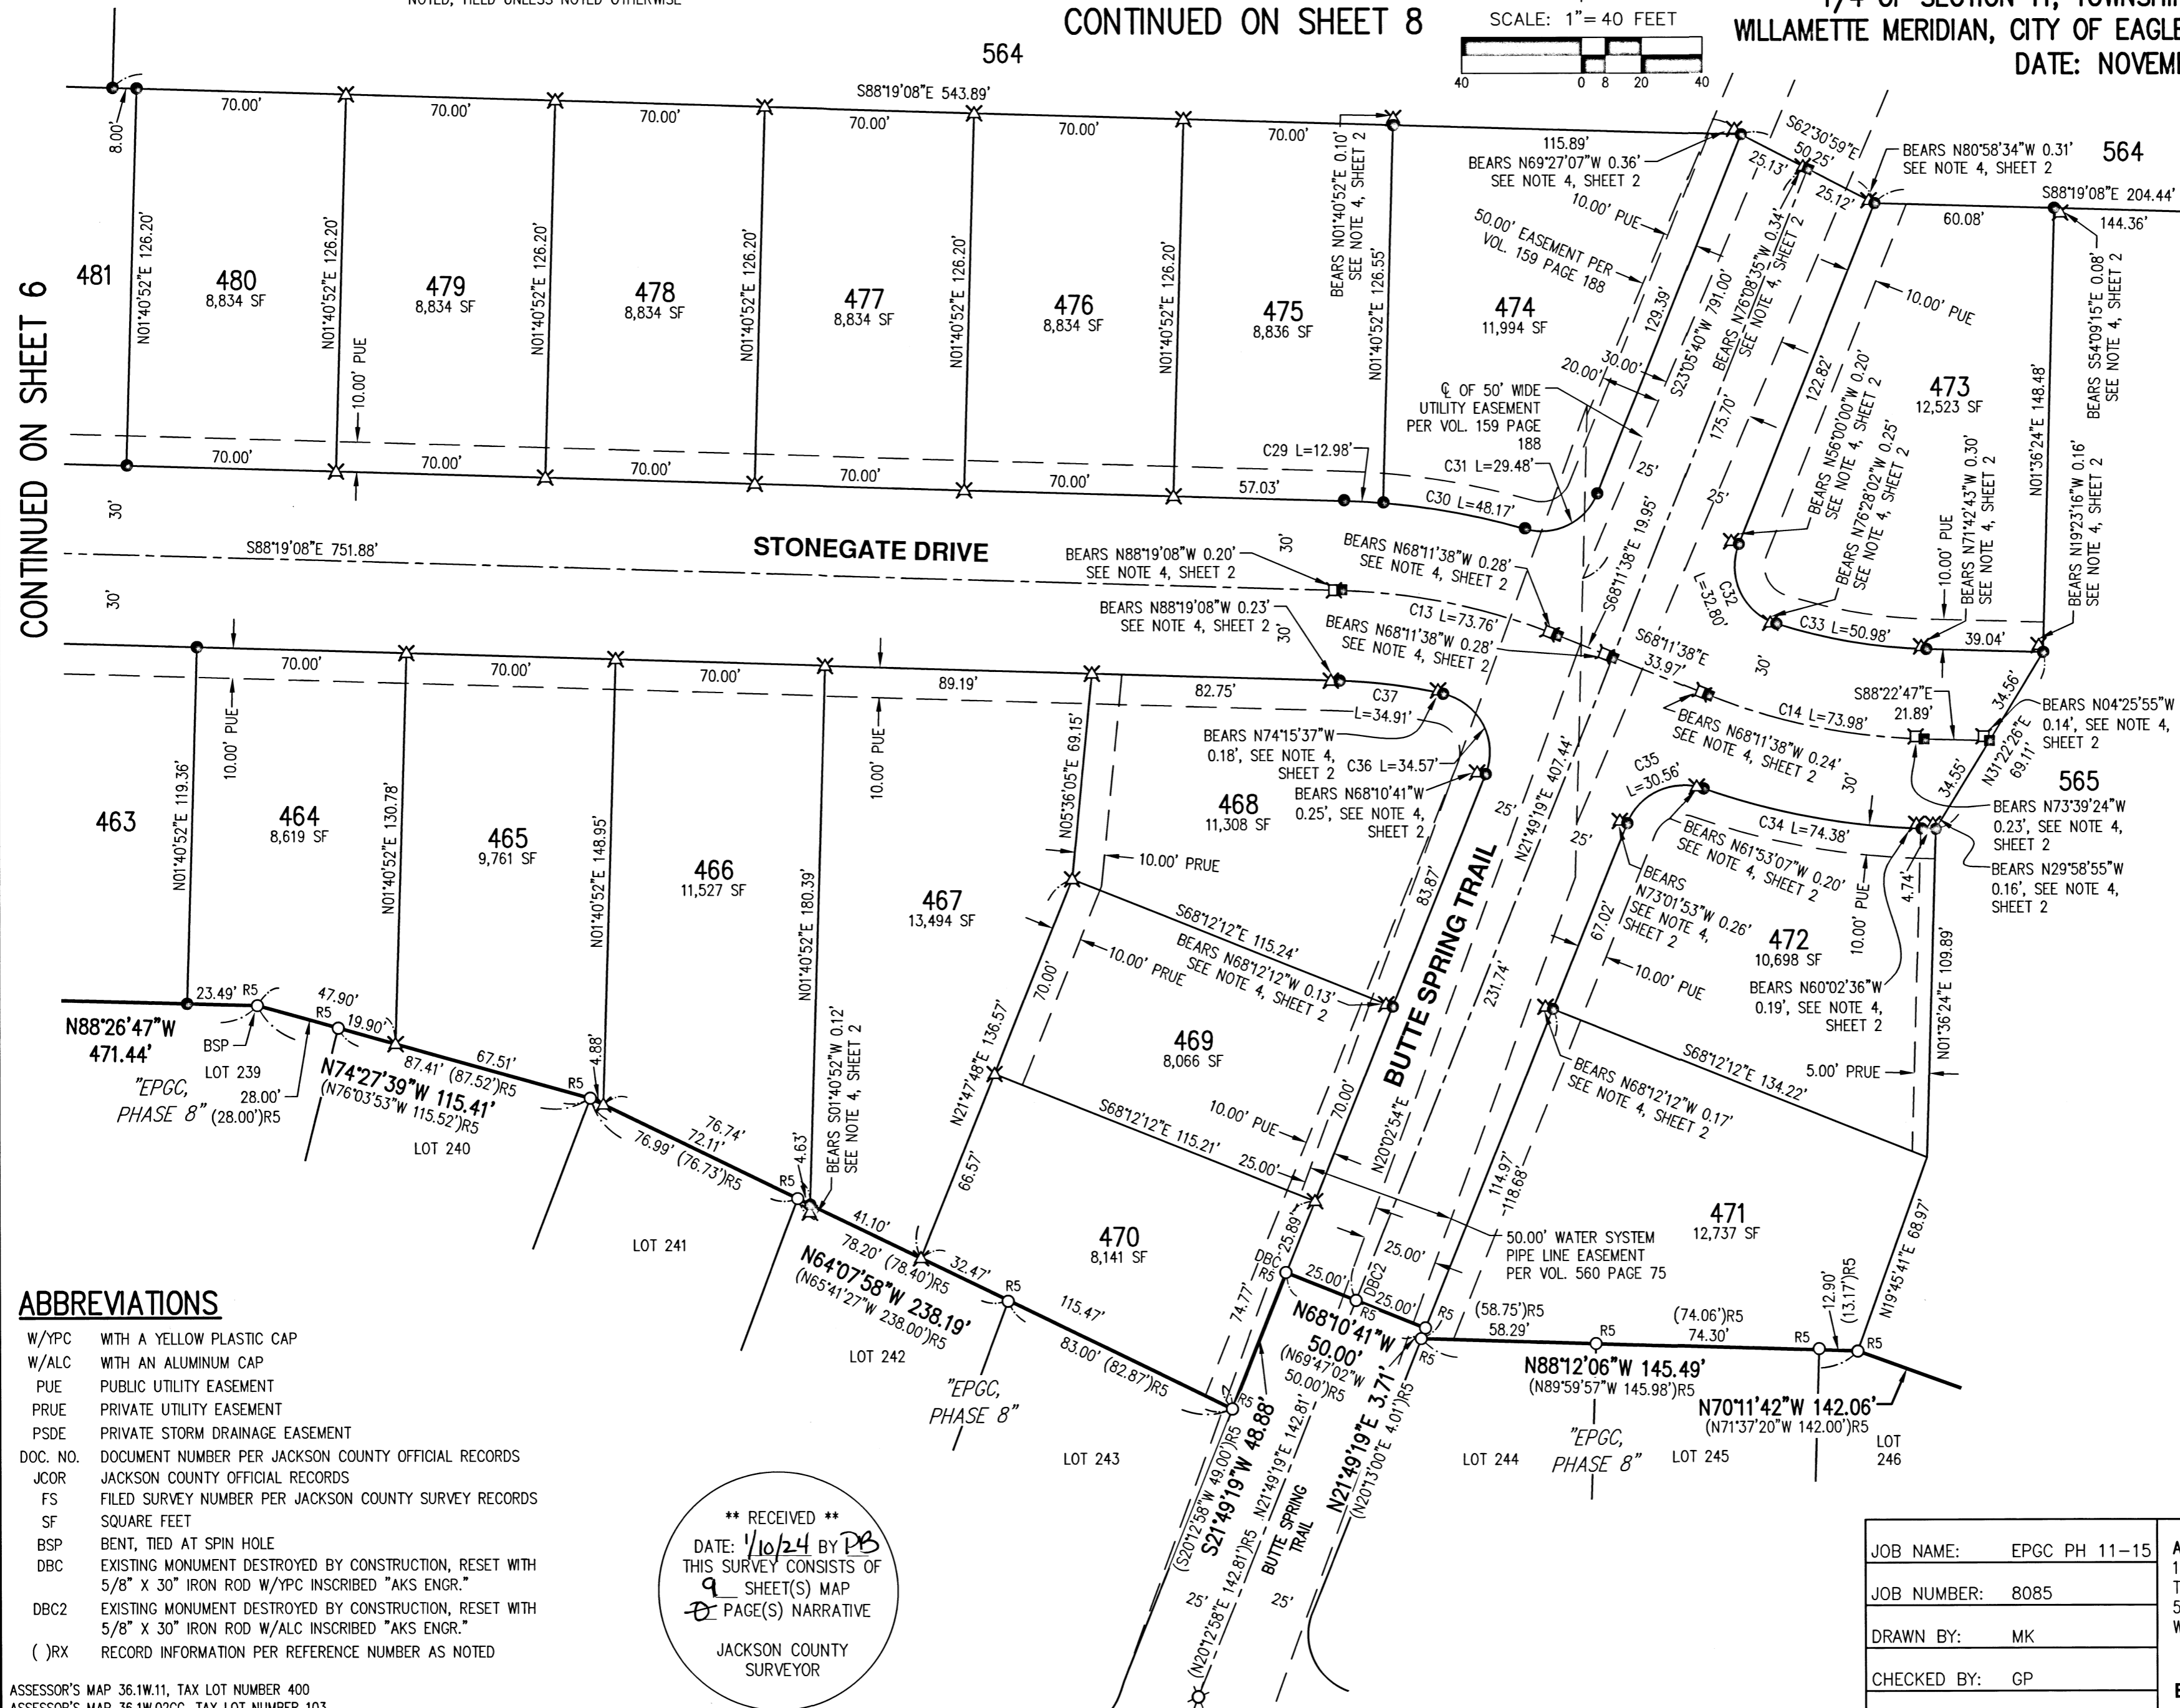 NOTED, HELD UNLESS NOTED OTHERWISE
CONTINUED ON SHEET 8
SCALE: 1"= 40 FEET
40 0 8 20 40
1/4 OF SECTION 11, TOWNSHIP
WILLAMETTE MERIDIAN, CITY OF EAGLE
DATE: NOVEM
CONTINUED ON SHEET 6
564
S88°19'08"E 543.89'
8.00'
70.00'
70.00'
70.00'
70.00'
70.00'
70.00'
115.89'
BEARS N01°40'52"E 0.10'
SEE NOTE 4, SHEET 2
BEARS N69°27'07"W 0.36'
SEE NOTE 4, SHEET 2
S62°30'59"E
50.25'
25.13'
25.12'
BEARS N80°58'34"W 0.31'
SEE NOTE 4, SHEET 2
564
S88°19'08"E 204.44'
60.08'
144.36'
BEARS S54°09'15"E 0.08'
SEE NOTE 4, SHEET 2
10.00' PUE
50.00' EASEMENT PER
VOL. 159 PAGE 188
BEARS N76°08'35"W 0.34'
SEE NOTE 4, SHEET 2
481
N01°40'52"E 126.20'
480
8,834 SF
N01°40'52"E 126.20'
479
8,834 SF
N01°40'52"E 126.20'
478
8,834 SF
N01°40'52"E 126.20'
477
8,834 SF
N01°40'52"E 126.20'
476
8,834 SF
N01°40'52"E 126.20'
475
8,836 SF
N01°40'52"E 126.55'
474
11,994 SF
129.39'
S23°05'40"W 791.00'
30.00'
20.00'
175.70'
122.82'
10.00' PUE
473
12,523 SF
N01°36'24"E 148.48'
10.00' PUE
℄ OF 50' WIDE
UTILITY EASEMENT
PER VOL. 159 PAGE
188
C29 L=12.98'
C31 L=29.48'
C30 L=48.17'
25'
25'
BEARS N56°00'00"W 0.20'
SEE NOTE 4, SHEET 2
BEARS N76°28'02"W 0.25'
SEE NOTE 4, SHEET 2
10.00' PUE
BEARS N71°42'43"W 0.30'
SEE NOTE 4, SHEET 2
BEARS N19°23'16"W 0.16'
SEE NOTE 4, SHEET 2
70.00'
70.00'
70.00'
70.00'
70.00'
57.03'
30'
S88°19'08"E 751.88'
STONEGATE DRIVE
30'
30'
BEARS N88°19'08"W 0.20'
SEE NOTE 4, SHEET 2
BEARS N68°11'38"W 0.28'
SEE NOTE 4, SHEET 2
S68°11'38"E 19.95'
C32
L=32.80'
C33 L=50.98'
39.04'
C13 L=73.76'
BEARS N88°19'08"W 0.23'
SEE NOTE 4, SHEET 2
30'
BEARS N68°11'38"W 0.28'
SEE NOTE 4, SHEET 2
S68°11'38"E
33.97'
30'
34.56'
S88°22'47"E
21.89'
C14 L=73.98'
BEARS N04°25'55"W
0.14', SEE NOTE 4,
SHEET 2
N31°22'26"E
69.11'
565
34.55'
70.00'
70.00'
70.00'
89.19'
82.75'
C37
L=34.91'
10.00' PUE
10.00' PUE
BEARS N74°15'37"W
0.18', SEE NOTE 4,
SHEET 2
C36 L=34.57'
BEARS N68°10'41"W
0.25', SEE NOTE 4,
SHEET 2
BEARS N68°11'38"W 0.24'
SEE NOTE 4, SHEET 2
30'
BEARS N73°39'24"W
0.23', SEE NOTE 4,
SHEET 2
BEARS N29°58'55"W
0.16', SEE NOTE 4,
SHEET 2
C35
L=30.56'
C34 L=74.38'
BEARS N61°53'07"W 0.20'
SEE NOTE 4, SHEET 2
BEARS
N73°01'53"W 0.26'
SEE NOTE 4,
SHEET 2
4.74'
10.00' PUE
463
N01°40'52"E 119.36'
464
8,619 SF
N01°40'52"E 130.78'
465
9,761 SF
N01°40'52"E 148.95'
466
11,527 SF
N01°40'52"E 180.39'
467
13,494 SF
N05°36'05"E 69.15'
10.00' PRUE
468
11,308 SF
25'
25'
N21°49'19"E 407.44'
83.87'
BUTTE SPRING TRAIL
231.74'
67.02'
472
10,698 SF
10.00' PUE
BEARS N60°02'36"W
0.19', SEE NOTE 4,
SHEET 2
N01°36'24"E 109.89'
S68°12'12"E 115.24'
BEARS N68°12'12"W 0.13'
SEE NOTE 4, SHEET 2
10.00' PRUE
70.00'
N21°47'48"E 136.57'
469
8,066 SF
70.00'
10.00' PUE
S68°12'12"E 115.21'
25.00'
66.57'
S68°12'12"E 134.22'
5.00' PRUE
BEARS N68°12'12"W 0.17'
SEE NOTE 4, SHEET 2
N20°02'54"E
114.97'
118.68'
471
12,737 SF
N19°45'41"E 68.97'
470
8,141 SF
50.00' WATER SYSTEM
PIPE LINE EASEMENT
PER VOL. 560 PAGE 75
25.00'
23.49' R5
47.90'
R5
19.90'
N88°26'47"W
471.44'
BSP
LOT 239
"EPGC,
PHASE 8"
28.00'
(28.00')R5
N74°27'39"W 115.41'
(N76°03'53"W 115.52')R5
87.41' (87.52')R5
67.51'
R5
4.88'
LOT 240
76.74'
72.11'
76.99' (76.73')R5
R5
4.63'
BEARS S01°40'52"W 0.12'
SEE NOTE 4, SHEET 2
LOT 241
41.10'
78.20' (78.40')R5
N64°07'58"W 238.19'
(N65°41'27"W 238.00')R5
32.47'
R5
LOT 242
115.47'
83.00' (82.87')R5
"EPGC,
PHASE 8"
LOT 243
DBC
R5
25.89'
74.77'
25.00'
DBC2
R5
25.00'
R5
N68°10'41"W
50.00'
(N69°47'02"W
50.00')R5
R5
R5
S21°49'19"W 48.88'
(S20°12'58"W 49.00')R5
N21°49'19"E 142.81'
(N20°12'58"E 142.81')R5
BUTTE SPRING
TRAIL
N21°49'19"E 3.71'
(N20°13'00"E 4.01')R5
25'
25'
(58.75')R5
58.29'
R5
(74.06')R5
74.30'
R5
12.90'
(13.17')R5
R5
N88°12'06"W 145.49'
(N89°59'57"W 145.98')R5
N70°11'42"W 142.06'
(N71°37'20"W 142.00')R5
LOT 244
"EPGC,
PHASE 8"
LOT 245
LOT
246
ABBREVIATIONS
W/YPC WITH A YELLOW PLASTIC CAP
W/ALC WITH AN ALUMINUM CAP
PUE PUBLIC UTILITY EASEMENT
PRUE PRIVATE UTILITY EASEMENT
PSDE PRIVATE STORM DRAINAGE EASEMENT
DOC. NO. DOCUMENT NUMBER PER JACKSON COUNTY OFFICIAL RECORDS
JCOR JACKSON COUNTY OFFICIAL RECORDS
FS FILED SURVEY NUMBER PER JACKSON COUNTY SURVEY RECORDS
SF SQUARE FEET
BSP BENT, TIED AT SPIN HOLE
DBC EXISTING MONUMENT DESTROYED BY CONSTRUCTION, RESET WITH
5/8" X 30" IRON ROD W/YPC INSCRIBED "AKS ENGR."
DBC2 EXISTING MONUMENT DESTROYED BY CONSTRUCTION, RESET WITH
5/8" X 30" IRON ROD W/ALC INSCRIBED "AKS ENGR."
( )RX RECORD INFORMATION PER REFERENCE NUMBER AS NOTED
ASSESSOR'S MAP 36.1W.11, TAX LOT NUMBER 400
ASSESSOR'S MAP 36.1W.02CC, TAX LOT NUMBER 103
** RECEIVED **
DATE: 1/10/24 BY DB
THIS SURVEY CONSISTS OF
9 SHEET(S) MAP
0 PAGE(S) NARRATIVE
JACKSON COUNTY
SURVEYOR
JOB NAME: EPGC PH 11-15
JOB NUMBER: 8085
DRAWN BY: MK
CHECKED BY: GP